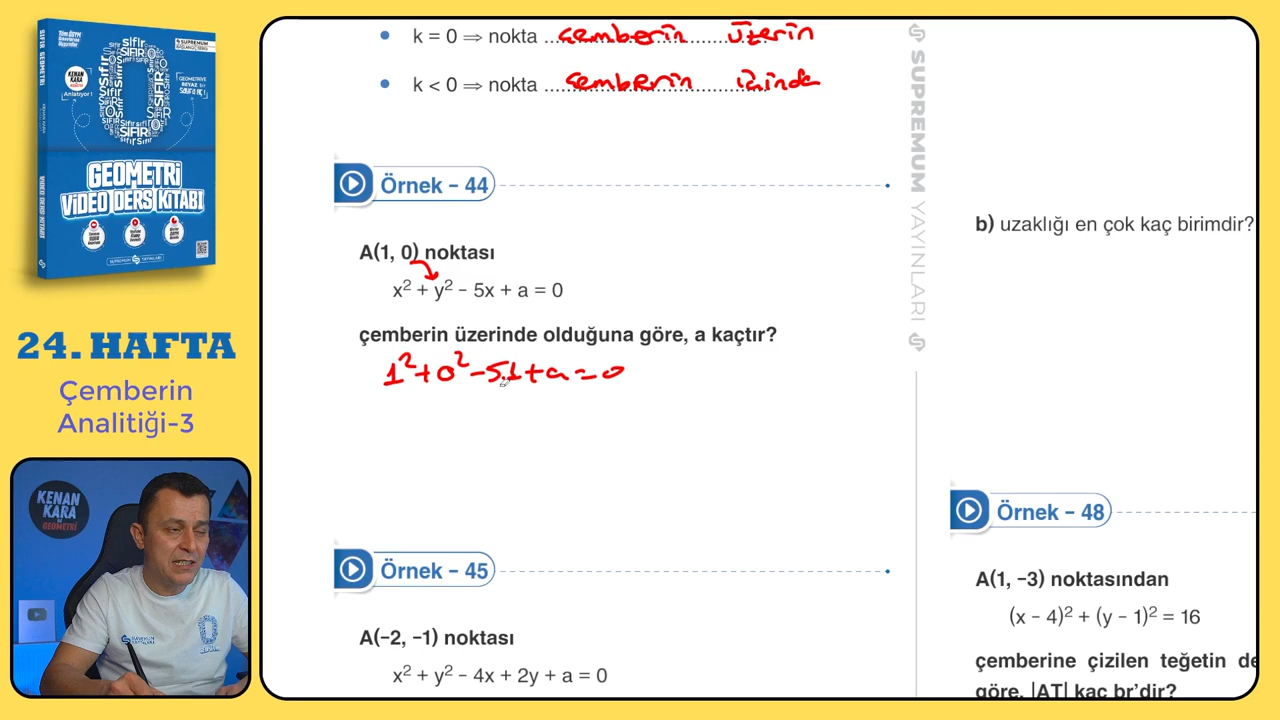 sıfır
SIFIR
GEOMETRİ
VİDEO DERS KİTABI
24. HAFTA
Çemberin
Analitiği-3
KENAN
KARA
GEOMETRİ
• k = 0 ⇒ nokta çemberin üzerin
• k < 0 ⇒ nokta çemberin içinde
Örnek – 44
A(1, 0) noktası
x² + y² – 5x + a = 0
çemberin üzerinde olduğuna göre, a kaçtır?
1² + 0² – 5.1 + a = 0
Örnek – 45
A(–2, –1) noktası
x² + y² – 4x + 2y + a = 0
SUPREMUM YAYINLARI
b) uzaklığı en çok kaç birimdir?
Örnek – 48
A(1, –3) noktasından
(x – 4)² + (y – 1)² = 16
çemberine çizilen teğetin de
göre, |AT| kaç br'dir?